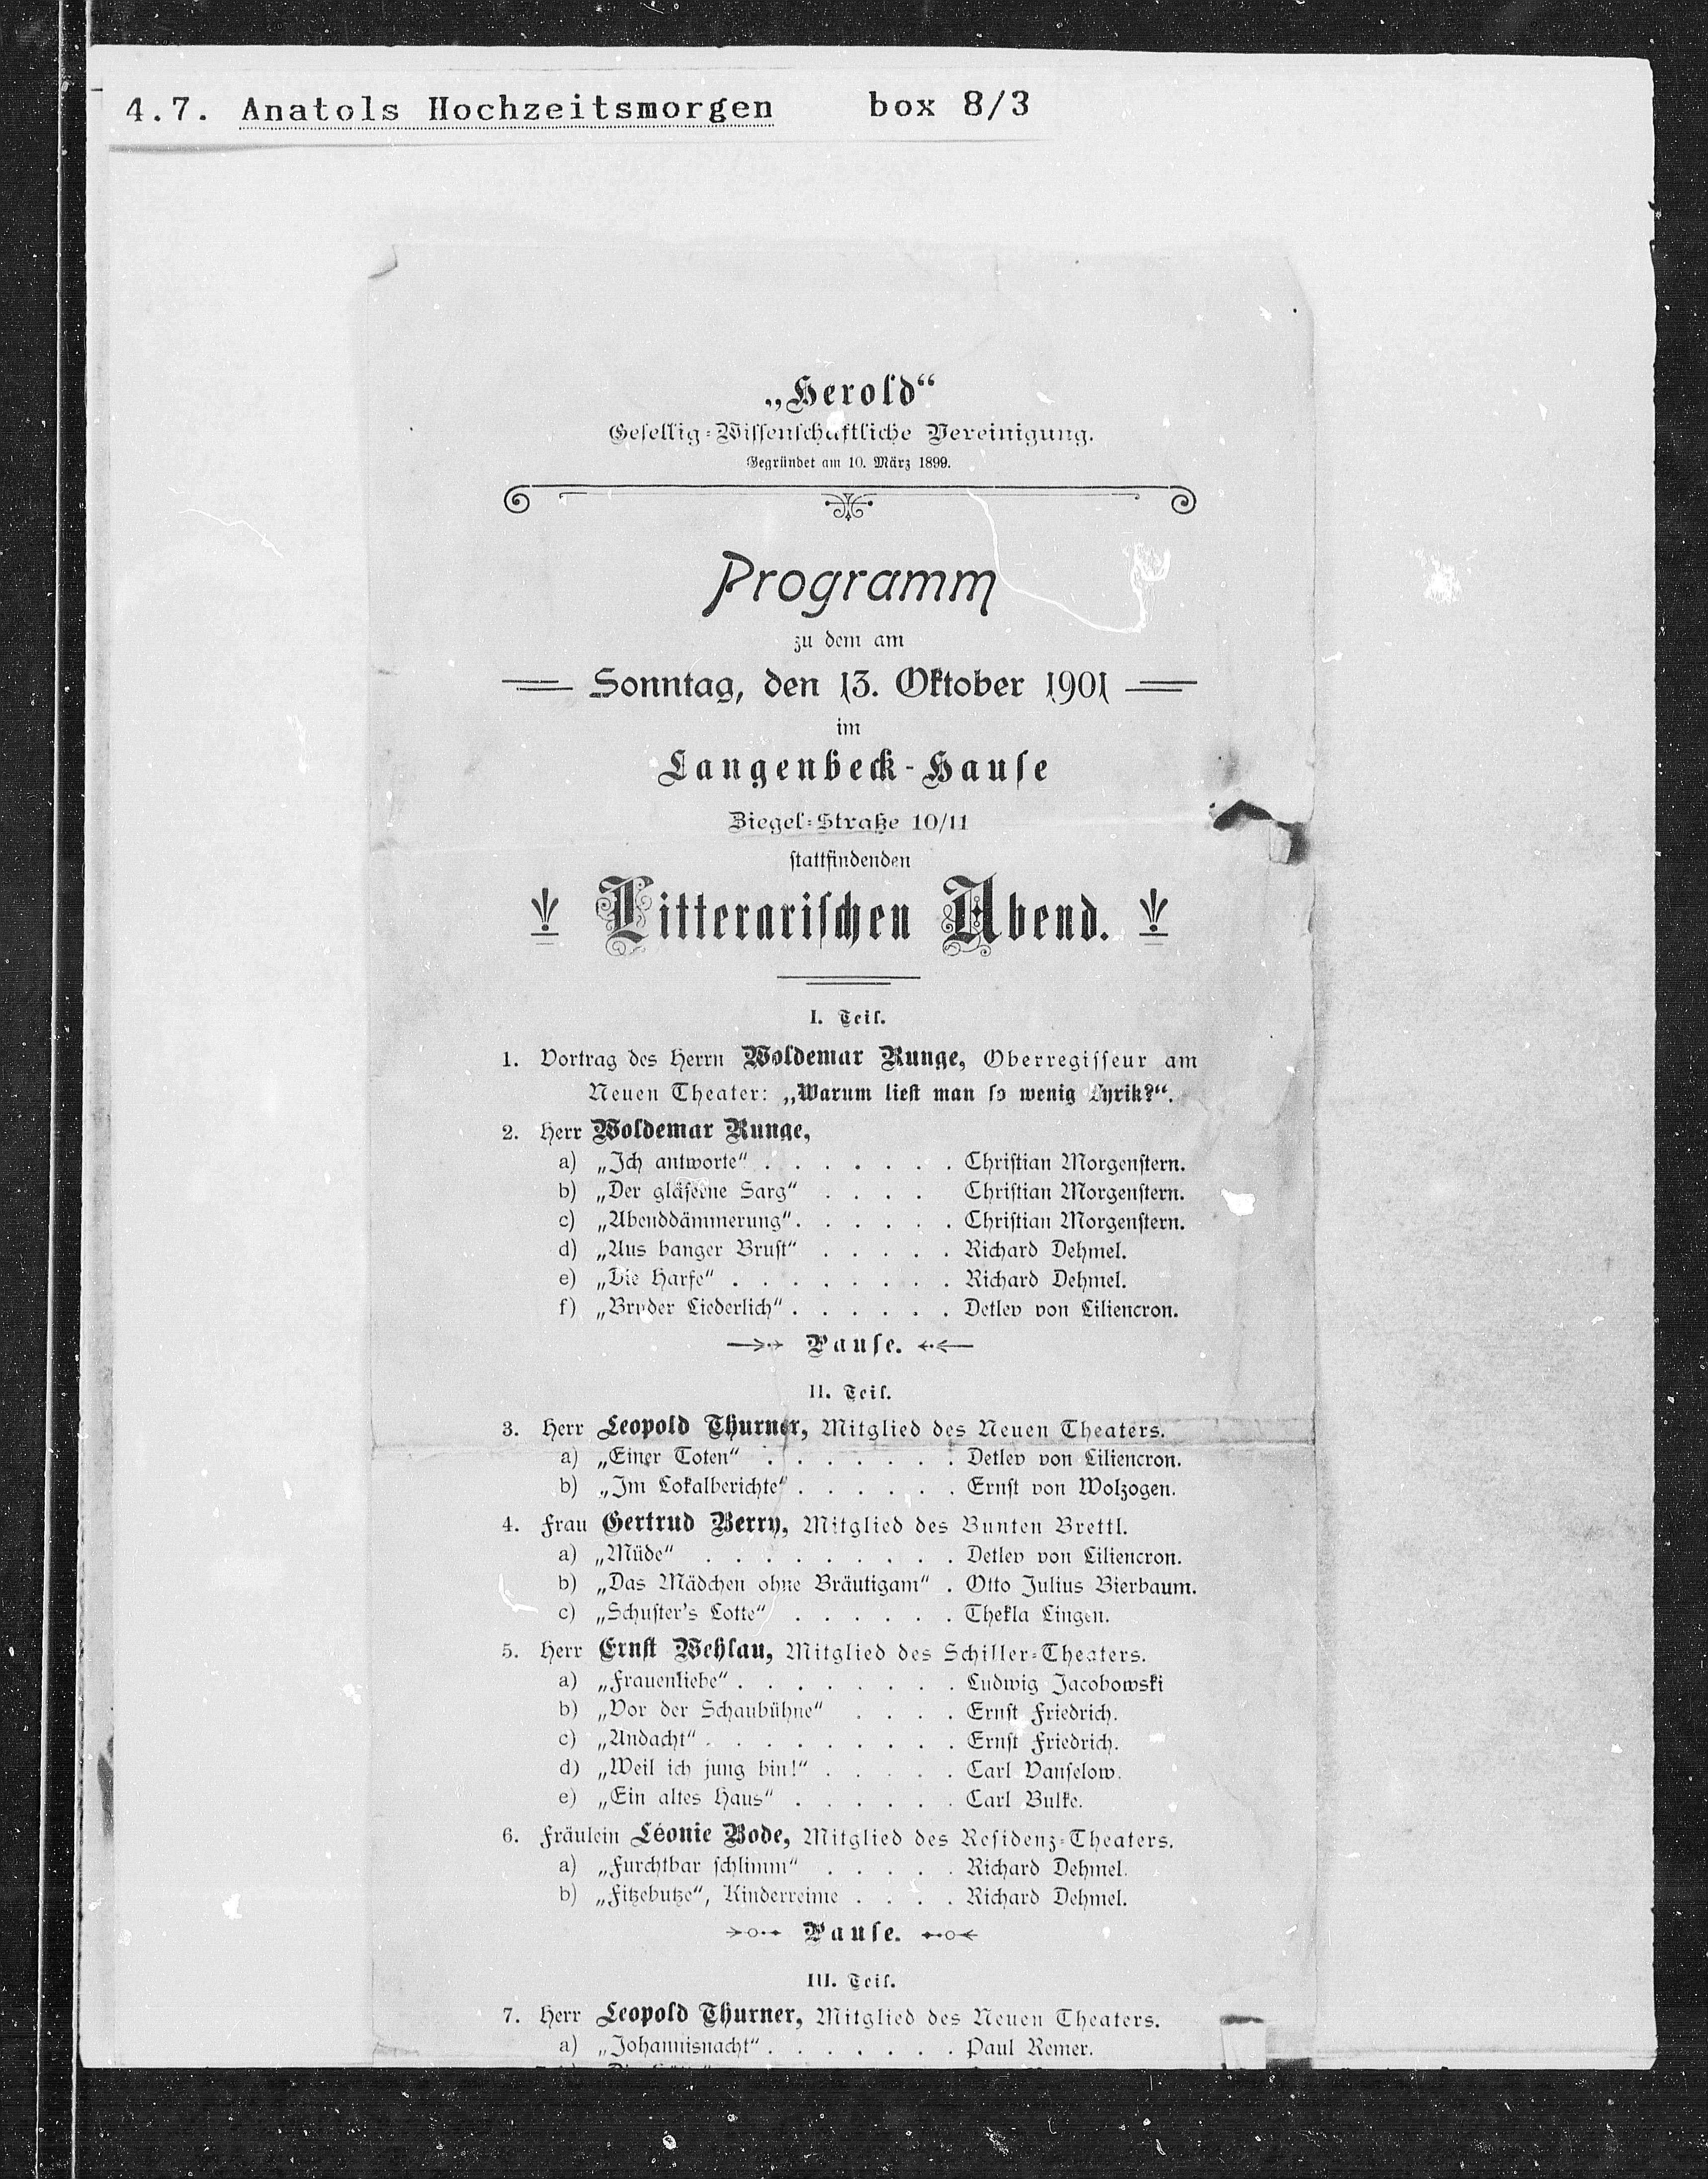 4.7. Anatols Hochzeitsmorgen box 8/3
„Herold“
Gesellig-Wissenschaftliche Vereinigung.
Gegründet am 10. März 1899.
Programm
zu dem am
Sonntag, den 13. Oktober 1901
im
Langenbeck-Hause
Ziegel-Straße 10/11
stattfindenden
Litterarischen Abend.
I. Teil.
1. Vortrag des Herrn Woldemar Runge, Oberregisseur am
Neuen Theater: „Warum liest man so wenig Lyrik?“.
2. Herr Woldemar Runge,
a) „Ich antworte“ . . . . . . . Christian Morgenstern.
b) „Der gläserne Sarg“ . . . . Christian Morgenstern.
c) „Abenddämmerung“. . . . . . Christian Morgenstern.
d) „Aus banger Brust“ . . . . . Richard Dehmel.
e) „Die Harfe“ . . . . . . . . Richard Dehmel.
f) „Bruder Liederlich“ . . . . . . Detlev von Liliencron.
Pause.
II. Teil.
3. Herr Leopold Thurner, Mitglied des Neuen Theaters.
a) „Einer Toten“ . . . . . . . Detlev von Liliencron.
b) „Im Lokalberichte“ . . . . . . Ernst von Wolzogen.
4. Frau Gertrud Berry, Mitglied des Bunten Brettl.
a) „Müde“ . . . . . . . . . Detlev von Liliencron.
b) „Das Mädchen ohne Bräutigam“ . Otto Julius Bierbaum.
c) „Schuster's Lotte“ . . . . . . Thekla Lingen.
5. Herr Ernst Wehlau, Mitglied des Schiller-Theaters.
a) „Frauenliebe“ . . . . . . . . Ludwig Jacobowski
b) „Vor der Schaubühne“ . . . . Ernst Friedrich.
c) „Andacht“ . . . . . . . . . Ernst Friedrich.
d) „Weil ich jung bin!“ . . . . . Carl Vanselow.
e) „Ein altes Haus“ . . . . . . Carl Bulke.
6. Fräulein Léonie Bode, Mitglied des Residenz-Theaters.
a) „Furchtbar schlimm“ . . . . . Richard Dehmel.
b) „Fitzebutze“, Kinderreime . . . . Richard Dehmel.
Pause.
III. Teil.
7. Herr Leopold Thurner, Mitglied des Neuen Theaters.
a) „Johannisnacht“ . . . . . . . Paul Remer.